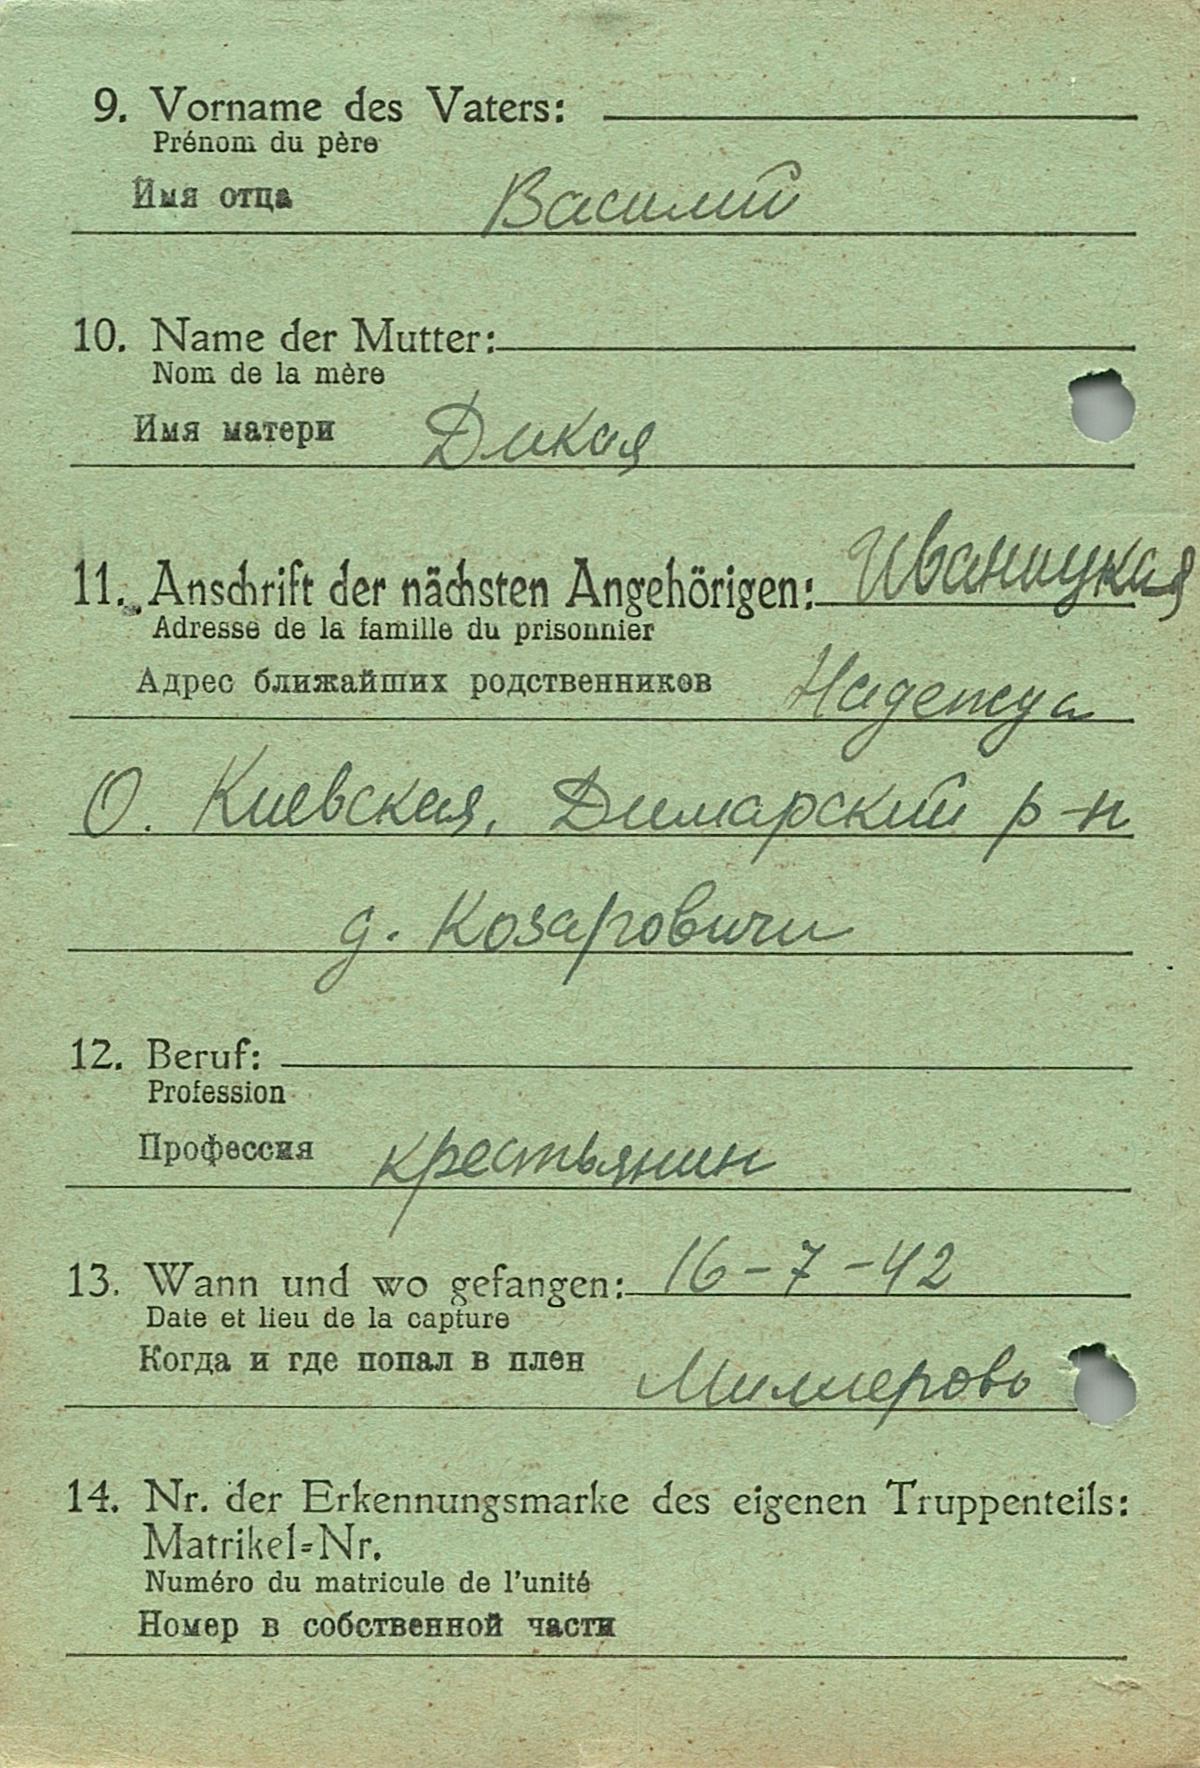 9. Vorname des Vaters:
Prénom du père
Имя отца Василий
10. Name der Mutter:
Nom de la mère
Имя матери Дикая
11. Anschrift der nächsten Angehörigen: Иваницкая
Adresse de la famille du prisonnier
Адрес ближайших родственников Надежда
О. Киевская, Димарский р-н
д. Козаровичи
12. Beruf:
Profession
Профессия крестьянин
13. Wann und wo gefangen: 16-7-42
Date et lieu de la capture
Когда и где попал в плен Миллерово
14. Nr. der Erkennungsmarke des eigenen Truppenteils:
Matrikel=Nr.
Numéro du matricule de l'unité
Номер в собственной части